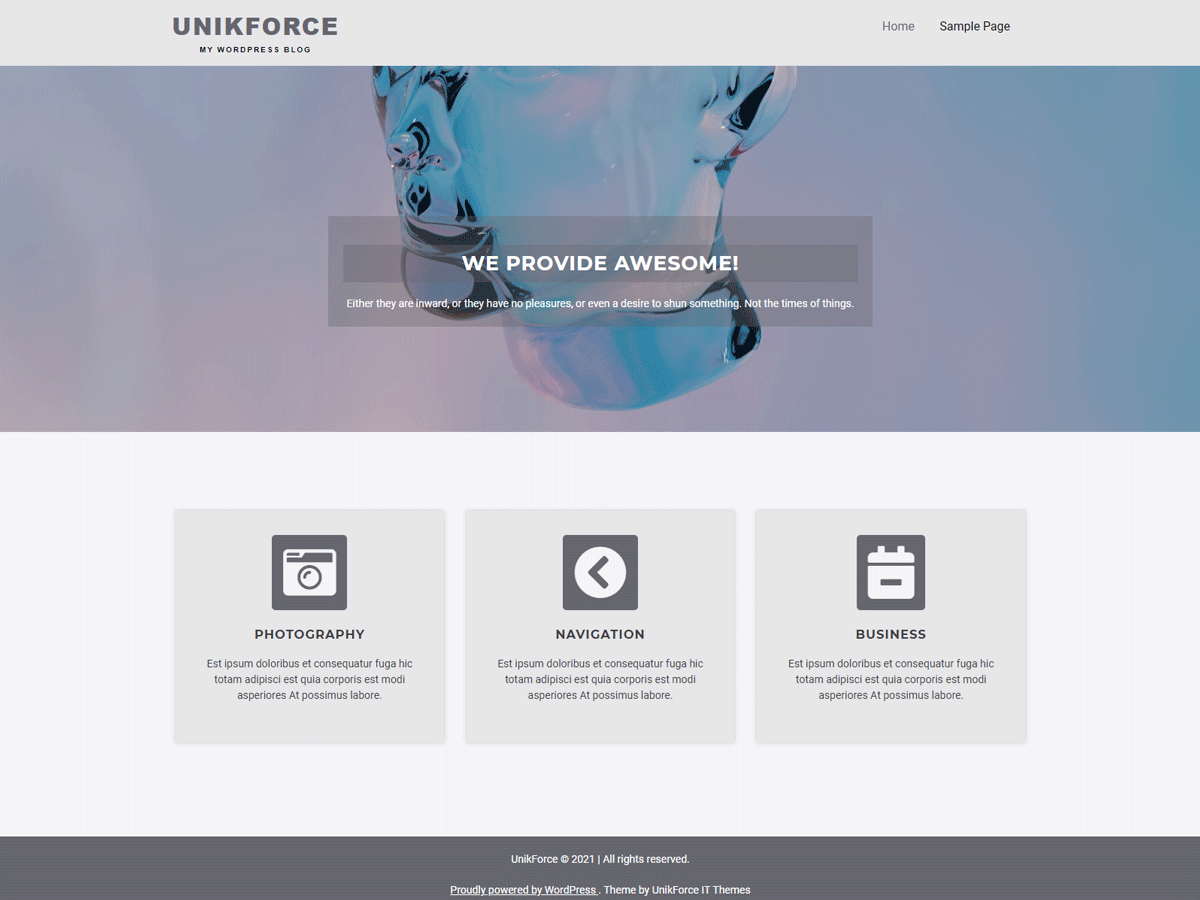 UNIKFORCE
MY WORDPRESS BLOG
Home Sample Page
WE PROVIDE AWESOME!
Either they are inward, or they have no pleasures, or even a desire to shun something. Not the times of things.
PHOTOGRAPHY
Est ipsum doloribus et consequatur fuga hic
totam adipisci est quia corporis est modi
asperiores At possimus labore.
NAVIGATION
Est ipsum doloribus et consequatur fuga hic
totam adipisci est quia corporis est modi
asperiores At possimus labore.
BUSINESS
Est ipsum doloribus et consequatur fuga hic
totam adipisci est quia corporis est modi
asperiores At possimus labore.
UnikForce © 2021 | All rights reserved.
Proudly powered by WordPress . Theme by UnikForce IT Themes